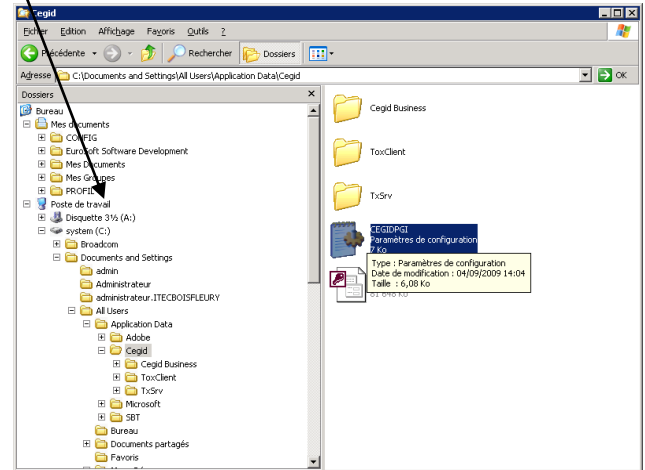 Cegid
Fichier Edition Affichage Favoris Outils ?
Précédente Rechercher Dossiers
Adresse C:\Documents and Settings\All Users\Application Data\Cegid OK
Dossiers
Bureau
Mes documents
CONFIG
EuroSoft Software Development
Mes Documents
Mes Groupes
PROFIL
Poste de travail
Disquette 3½ (A:)
system (C:)
Broadcom
Documents and Settings
admin
Administrateur
administrateur.ITECBOISFLEURY
All Users
Application Data
Adobe
Cegid
Cegid Business
ToxClient
TxSrv
Microsoft
SBT
Bureau
Documents partagés
Favoris
Cegid Business
ToxClient
TxSrv
CEGIDPGI
Paramètres de configuration
7 Ko
Type : Paramètres de configuration
Date de modification : 04/09/2009 14:04
Taille : 6,08 Ko